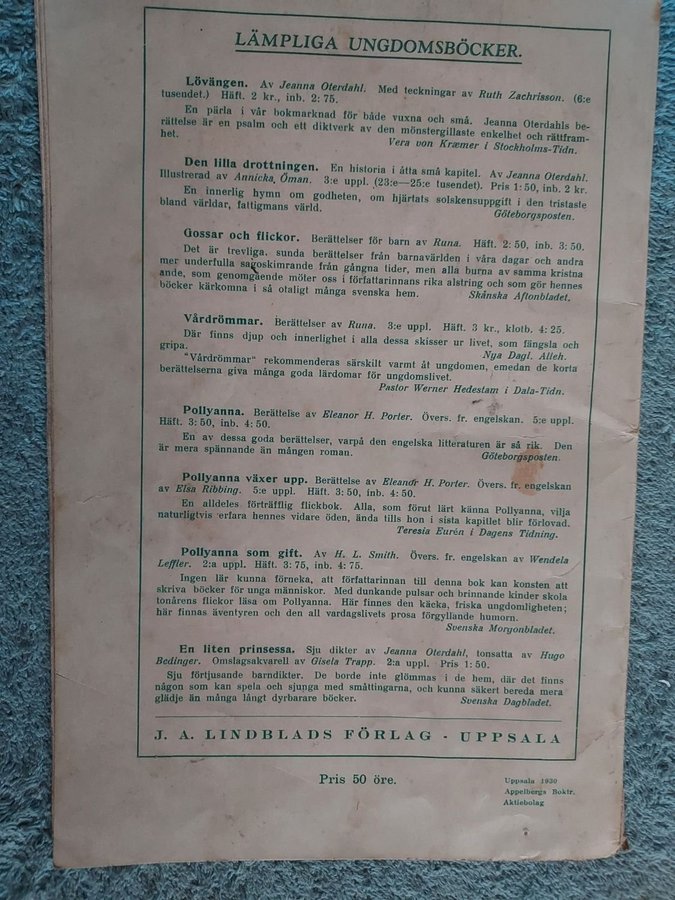 LÄMPLIGA UNGDOMSBÖCKER.
Lövängen. Av Jeanna Oterdahl. Med teckningar av Ruth Zachrisson. (6:e
tusendet.) Häft. 2 kr., inb. 2: 75.
En pärla i vår bokmarknad för både vuxna och små. Jeanna Oterdahls be-
rättelse är en psalm och ett diktverk av den mönstergillaste enkelhet och rättfram-
het. Vera von Kræmer i Stockholms-Tidn.
Den lilla drottningen. En historia i åtta små kapitel. Av Jeanna Oterdahl.
Illustrerad av Annicka Öman. 3:e uppl. (23:e—25:e tusendet). Pris 1: 50, inb. 2 kr.
En innerlig hymn om godheten, om hjärtats solskensuppgift i den tristaste
bland världar, fattigmans värld. Göteborgsposten.
Gossar och flickor. Berättelser för barn av Runa. Häft. 2: 50, inb. 3: 50.
Det är trevliga, sunda berättelser från barnavärlden i våra dagar och andra
mer underfulla sagoskimrande från gångna tider, men alla burna av samma kristna
ande, som genomgående möter oss i författarinnans rika alstring och som gör hennes
böcker kärkomna i så otaligt många svenska hem. Skånska Aftonbladet.
Vårdrömmar. Berättelser av Runa. 3:e uppl. Häft. 3 kr., klotb. 4: 25.
Där finns djup och innerlighet i alla dessa skisser ur livet, som fängsla och
gripa. Nya Dagl. Alleh.
"Vårdrömmar" rekommenderas särskilt varmt åt ungdomen, emedan de korta
berättelserna giva många goda lärdomar för ungdomslivet.
Pastor Werner Hedestam i Dala-Tidn.
Pollyanna. Berättelse av Eleanor H. Porter. Övers. fr. engelskan. 5:e uppl.
Häft. 3: 50, inb. 4: 50.
En av dessa goda berättelser, varpå den engelska litteraturen är så rik. Den
är mera spännande än mången roman. Göteborgsposten.
Pollyanna växer upp. Berättelse av Eleanor H. Porter. Övers. fr. engelskan
av Elsa Ribbing. 5:e uppl. Häft. 3: 50, inb. 4: 50.
En alldeles förträfflig flickbok. Alla, som förut lärt känna Pollyanna, vilja
naturligtvis erfara hennes vidare öden, ända tills hon i sista kapitlet blir förlovad.
Teresia Eurén i Dagens Tidning.
Pollyanna som gift. Av H. L. Smith. Övers. fr. engelskan av Wendela
Leffler. 2:a uppl. Häft. 3: 75, inb. 4: 75.
Ingen lär kunna förneka, att författarinnan till denna bok kan konsten att
skriva böcker för unga människor. Med dunkande pulsar och brinnande kinder skola
tonårens flickor läsa om Pollyanna. Här finnes den käcka, friska ungdomligheten;
här finnas äventyren och den all vardagslivets prosa förgyllande humorn.
Svenska Morgonbladet.
En liten prinsessa. Sju dikter av Jeanna Oterdahl, tonsatta av Hugo
Bedinger. Omslagsakvarell av Gisela Trapp. 2:a uppl. Pris 1: 50.
Sju förtjusande barndikter. De borde inte glömmas i de hem, där det finns
någon som kan spela och sjunga med småttingarna, och kunna säkert bereda mera
glädje än många långt dyrbarare böcker. Svenska Dagbladet.
J. A. LINDBLADS FÖRLAG - UPPSALA
Pris 50 öre.
Uppsala 1930
Appelbergs Boktr.
Aktiebolag